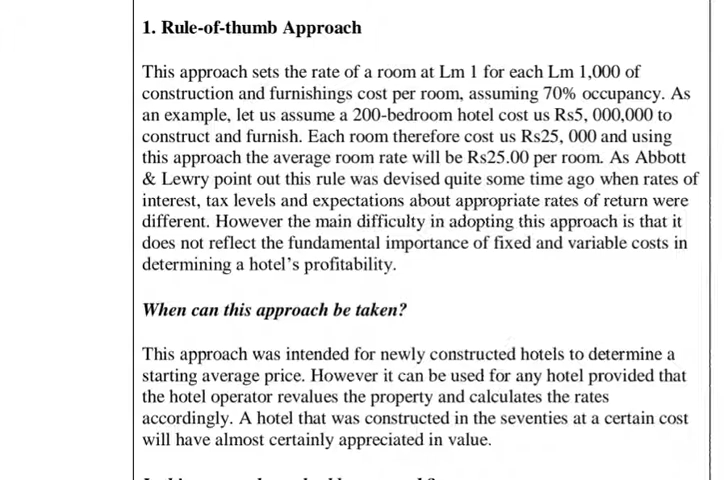 1. Rule-of-thumb Approach
This approach sets the rate of a room at Lm 1 for each Lm 1,000 of
construction and furnishings cost per room, assuming 70% occupancy. As
an example, let us assume a 200-bedroom hotel cost us Rs5, 000,000 to
construct and furnish. Each room therefore cost us Rs25, 000 and using
this approach the average room rate will be Rs25.00 per room. As Abbott
& Lewry point out this rule was devised quite some time ago when rates of
interest, tax levels and expectations about appropriate rates of return were
different. However the main difficulty in adopting this approach is that it
does not reflect the fundamental importance of fixed and variable costs in
determining a hotel's profitability.
When can this approach be taken?
This approach was intended for newly constructed hotels to determine a
starting average price. However it can be used for any hotel provided that
the hotel operator revalues the property and calculates the rates
accordingly. A hotel that was constructed in the seventies at a certain cost
will have almost certainly appreciated in value.